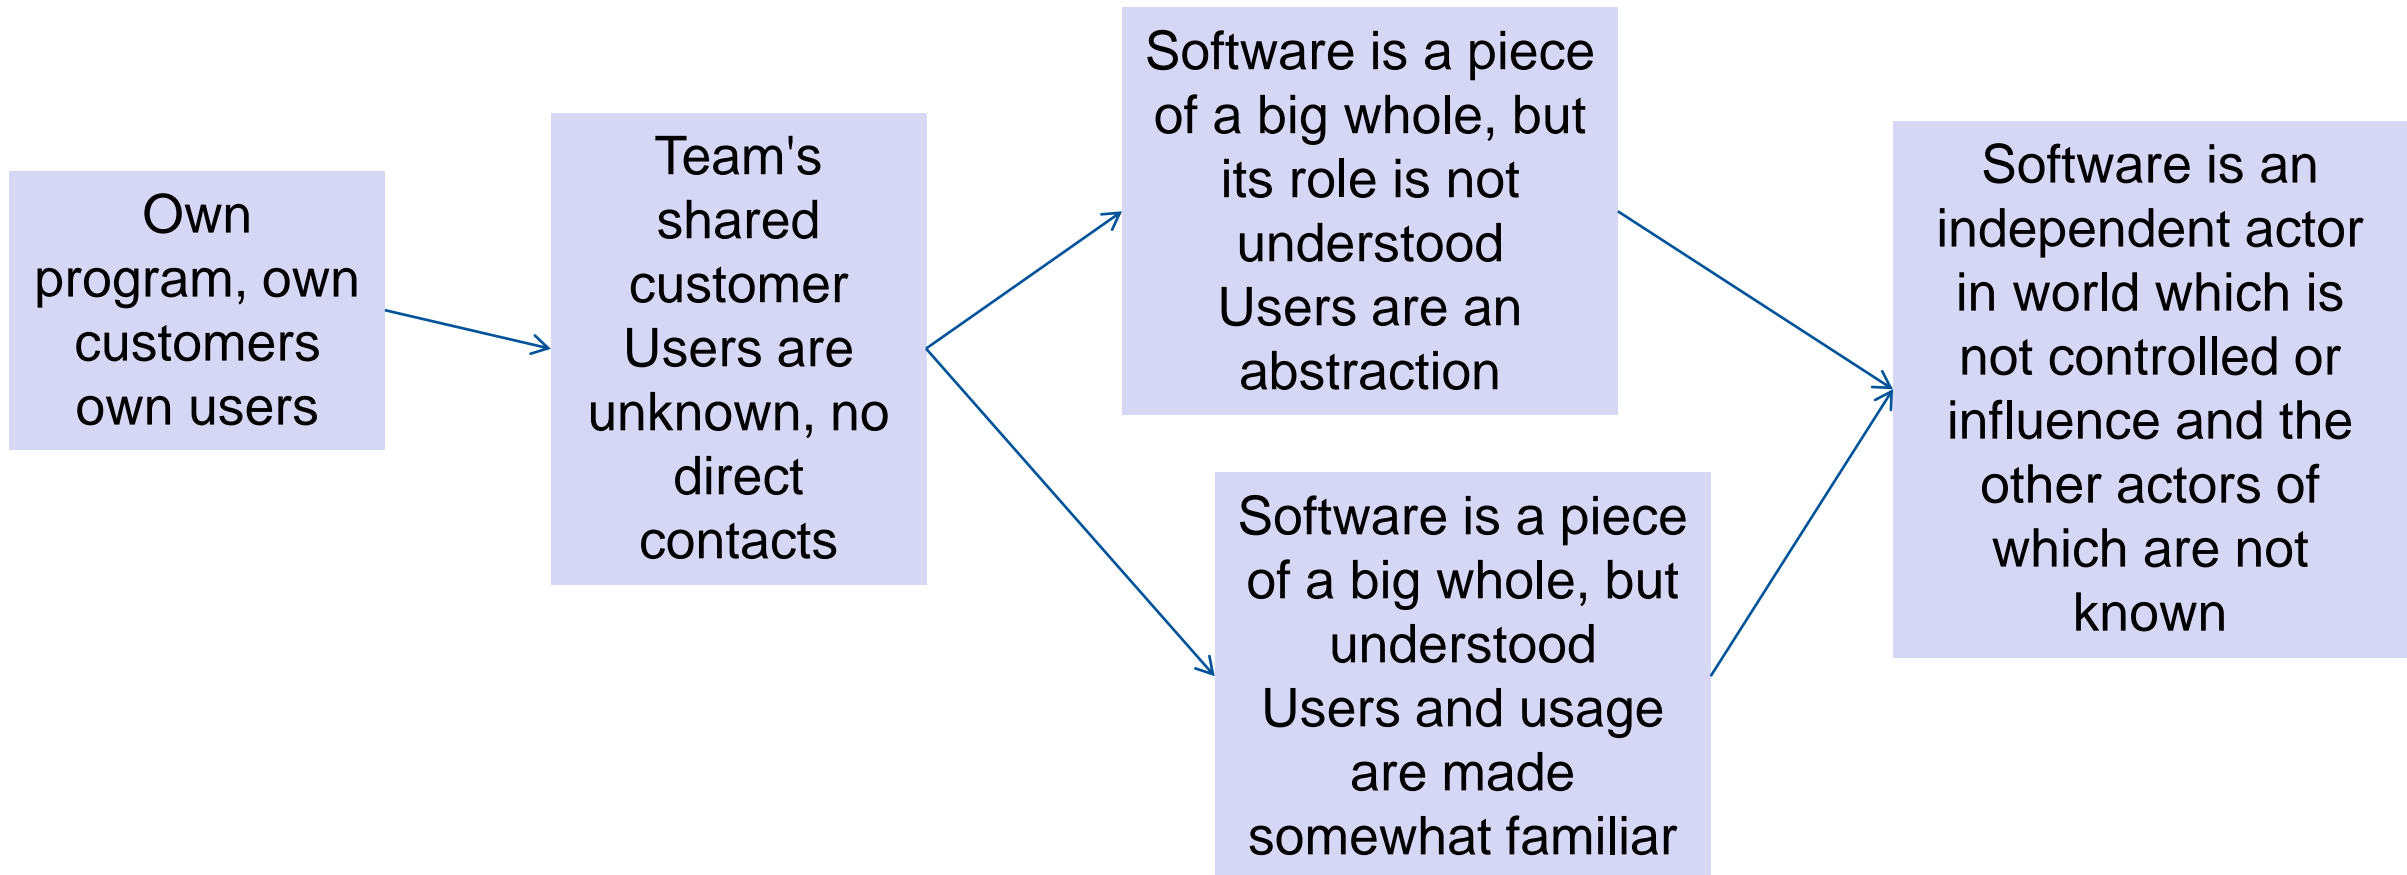 Own
program, own
customers
own users
Team's
shared
customer
Users are
unknown, no
direct
contacts
Software is a piece
of a big whole, but
its role is not
understood
Users are an
abstraction
Software is a piece
of a big whole, but
understood
Users and usage
are made
somewhat familiar
Software is an
independent actor
in world which is
not controlled or
influence and the
other actors of
which are not
known